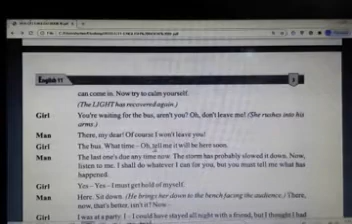 English 11
can come in. Now try to calm yourself.
(The LIGHT has recovered again.)
Girl You're waiting for the bus, aren't you? Oh, don't leave me! (She rushes into his
arms.)
Man There, my dear! Of course I won't leave you!
Girl The bus. What time – Oh, tell me it will be here soon.
Man The last one's due any time now. The storm has probably slowed it down. Now,
listen to me. I shall do whatever I can for you, but you must tell me what has
happened.
Girl Yes – Yes – I must get hold of myself.
Man Here. Sit down. (He brings her down to the bench facing the audience.) There,
now, that's better, isn't it? Now –
Girl I was at a party. I – I could have stayed all night with a friend, but I thought I had